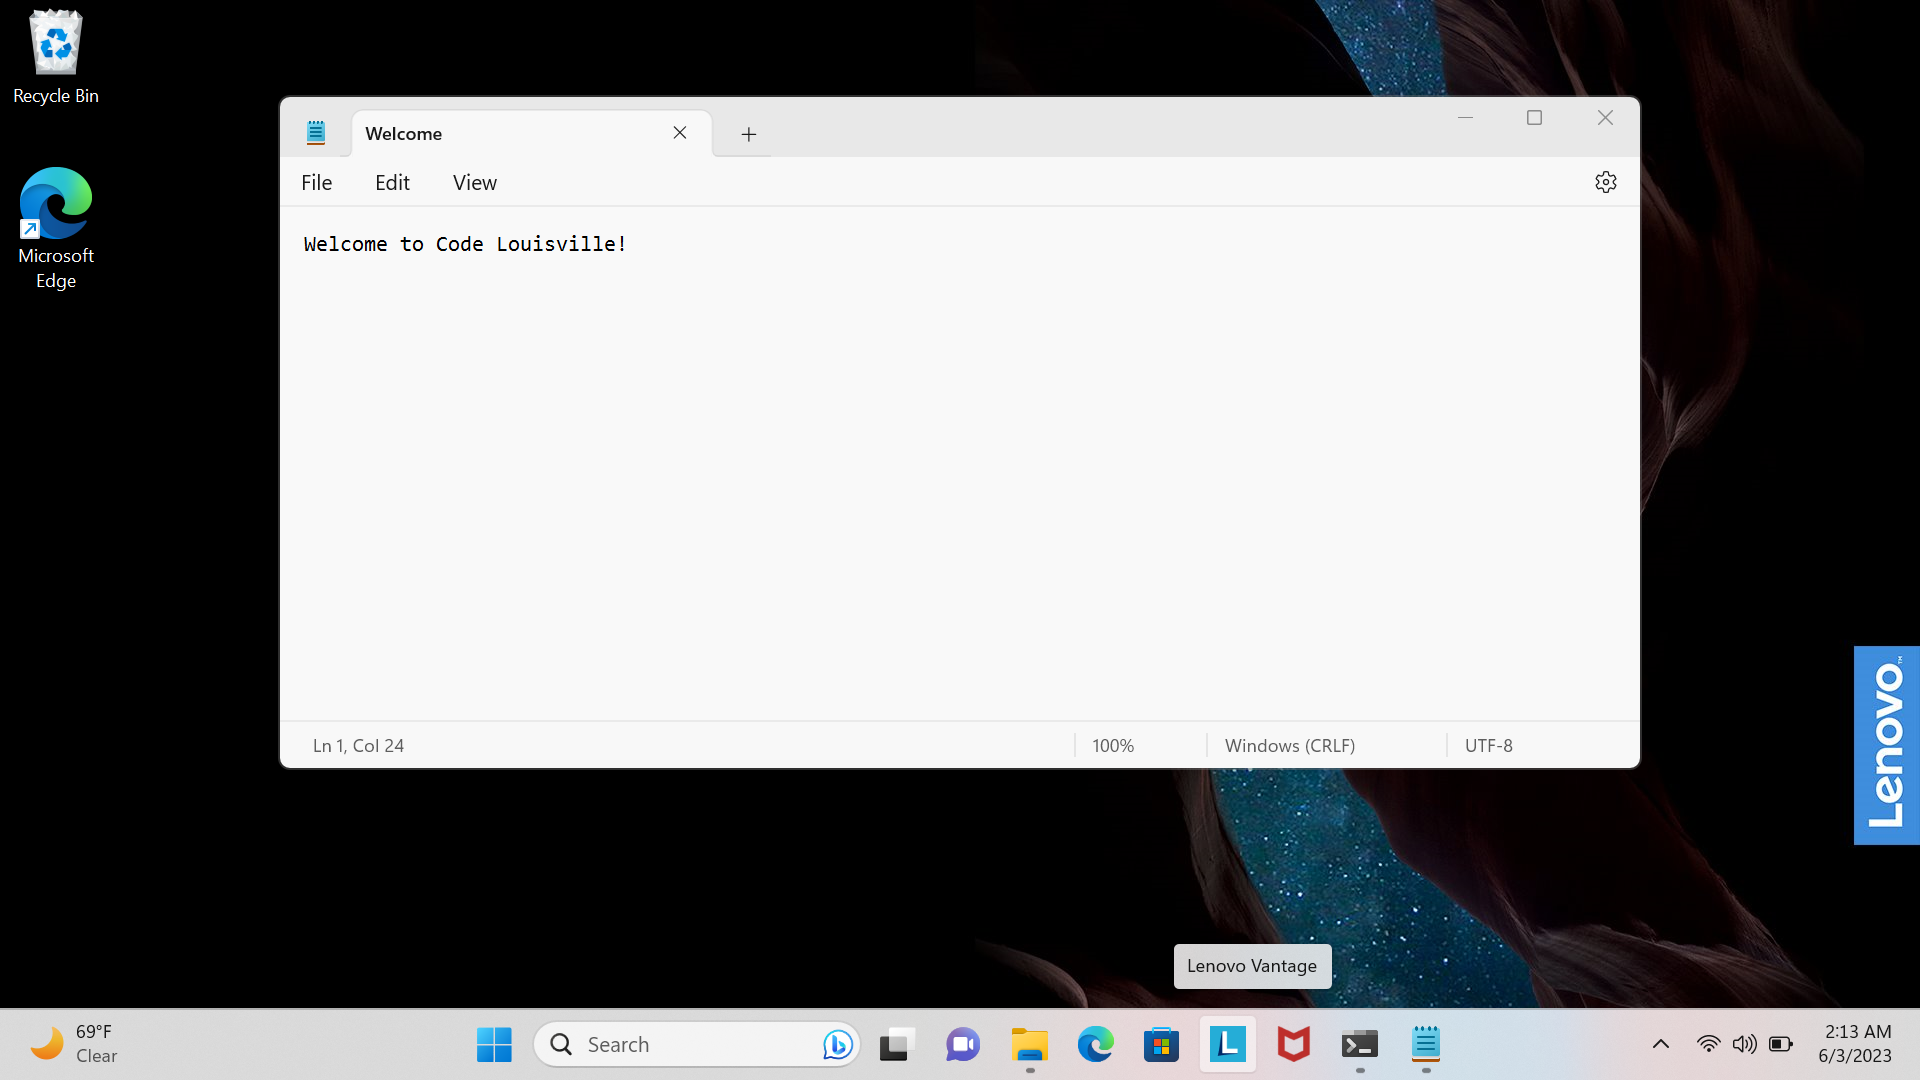 Recycle Bin
Microsoft
Edge
Welcome
File Edit View
Welcome to Code Louisville!
Ln 1, Col 24
100%
Windows (CRLF)
UTF-8
Lenovo™
Lenovo Vantage
69°F
Clear
Search
L
2:13 AM
6/3/2023